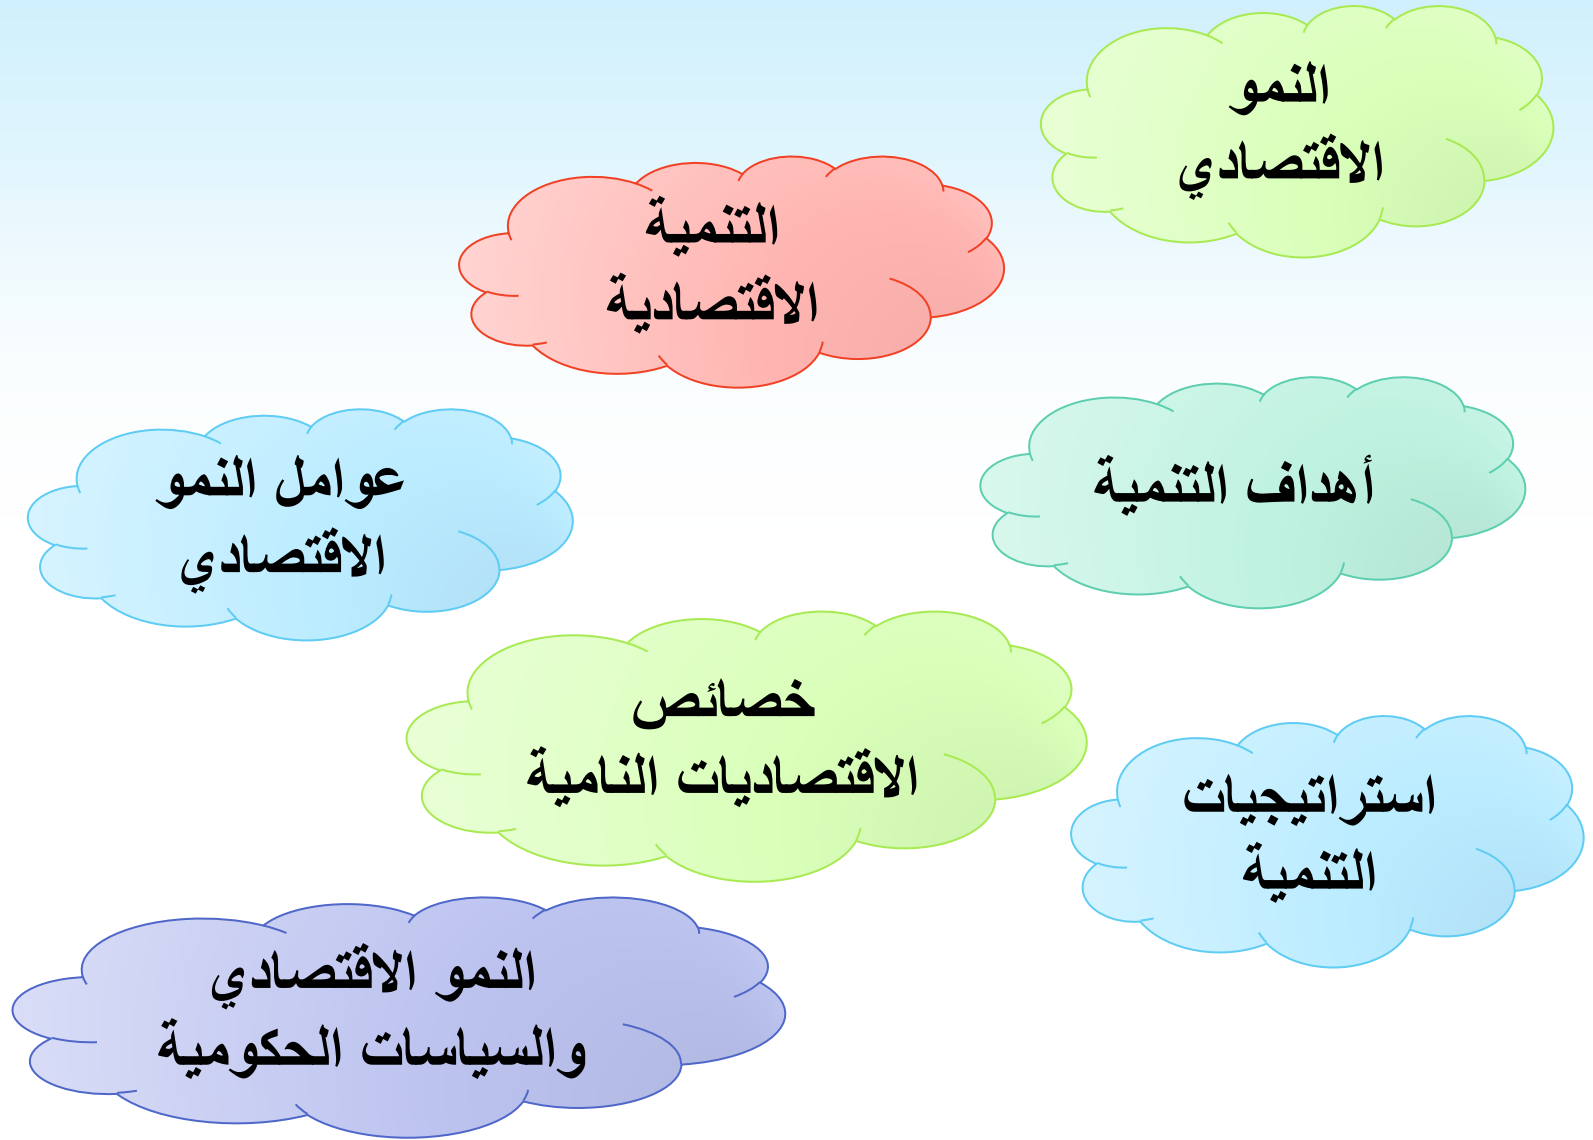 النمو
الاقتصادي
التنمية
الاقتصادية
أهداف التنمية
عوامل النمو
الاقتصادي
خصائص
الاقتصاديات النامية
استراتيجيات
التنمية
النمو الاقتصادي
والسياسات الحكومية